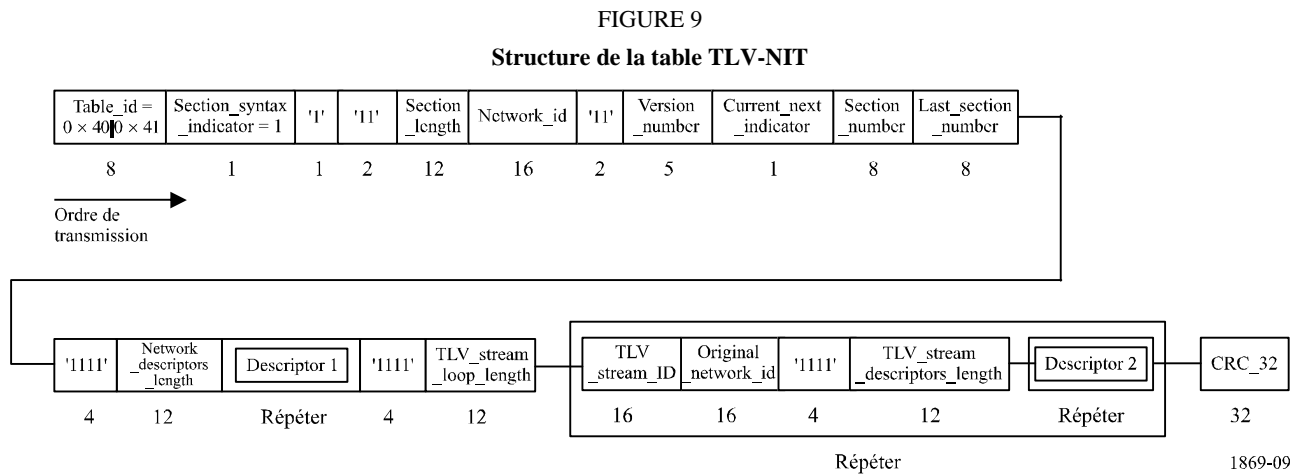 FIGURE 9
Structure de la table TLV-NIT
Table_id =
0 × 40|0 × 41
Section_syntax
_indicator = 1
'1'
'11'
Section
_length
Network_id
'11'
Version
_number
Current_next
_indicator
Section
_number
Last_section
_number
8
1
1
2
12
16
2
5
1
8
8
Ordre de
transmission
'1111'
Network
_descriptors
_length
Descriptor 1
'1111'
TLV_stream
_loop_length
TLV
_stream_ID
Original
_network_id
'1111'
TLV_stream
_descriptors_length
Descriptor 2
CRC_32
4
12
Répéter
4
12
16
16
4
12
Répéter
32
Répéter
1869-09